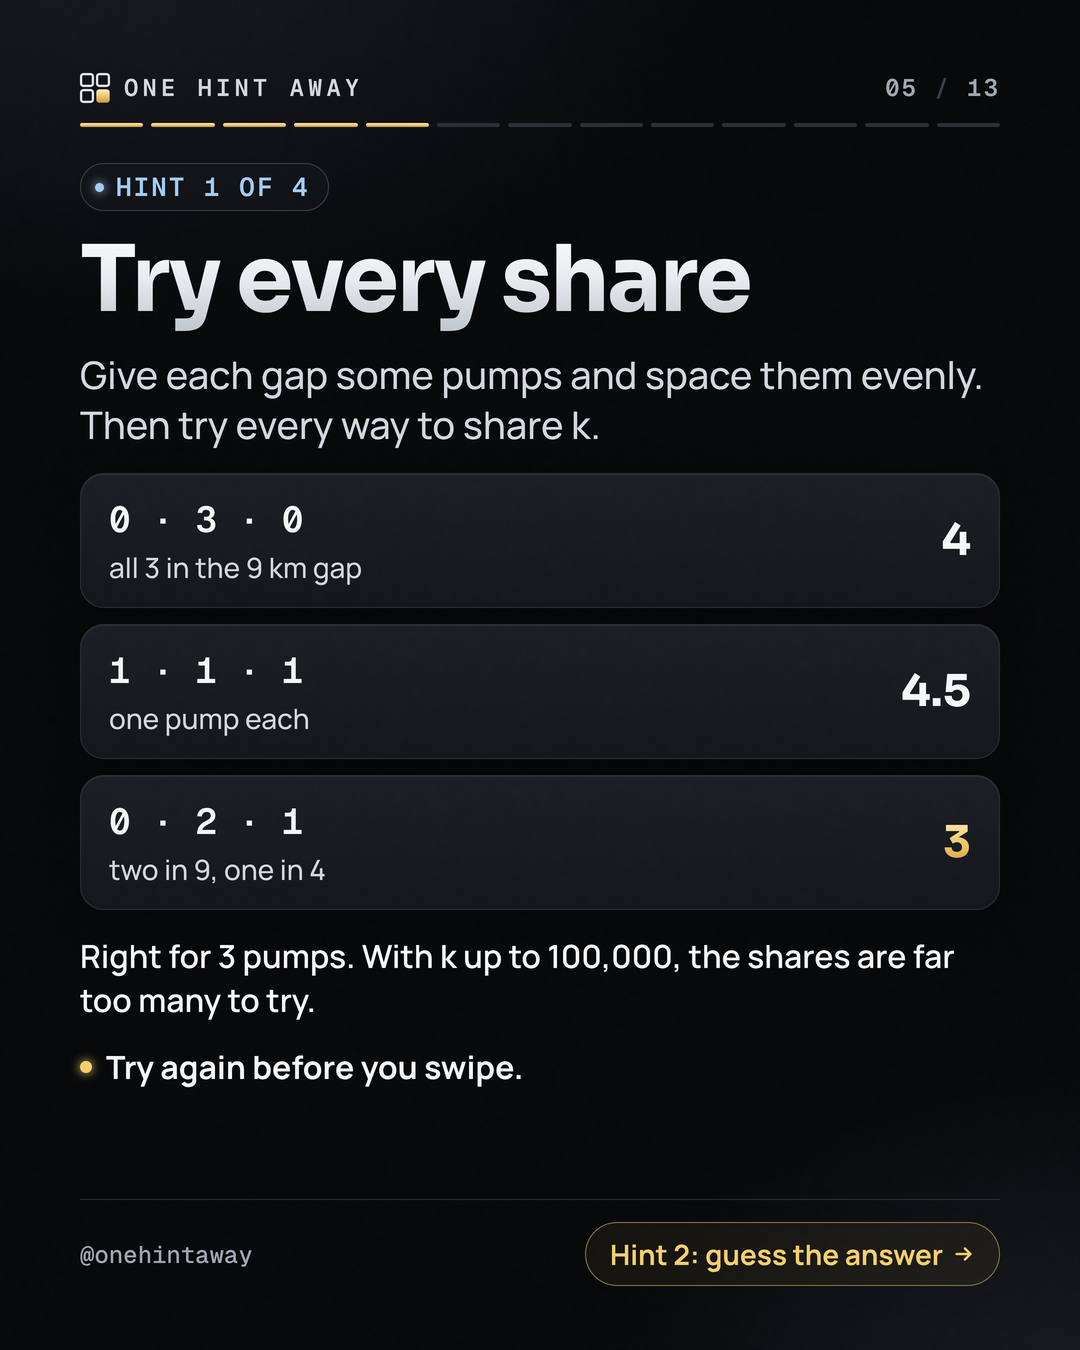 ONE HINT AWAY
05 / 13
HINT 1 OF 4
Try every share
Give each gap some pumps and space them evenly.
Then try every way to share k.
0 · 3 · 0
all 3 in the 9 km gap
4
1 · 1 · 1
one pump each
4.5
0 · 2 · 1
two in 9, one in 4
3
Right for 3 pumps. With k up to 100,000, the shares are far
too many to try.
Try again before you swipe.
@onehintaway
Hint 2: guess the answer →